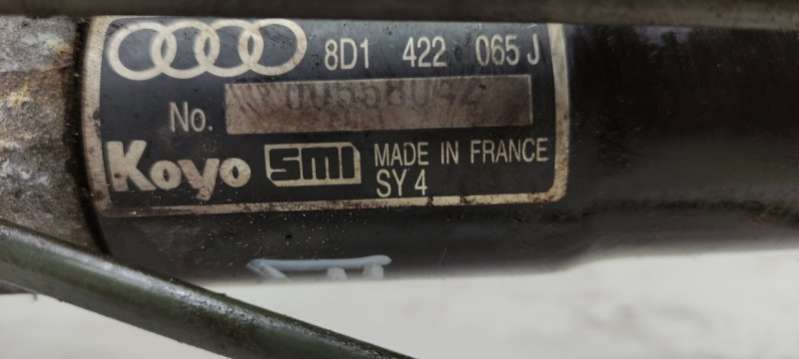 8D1 422 065 J
No.
Koyo SMI MADE IN FRANCE
SY 4